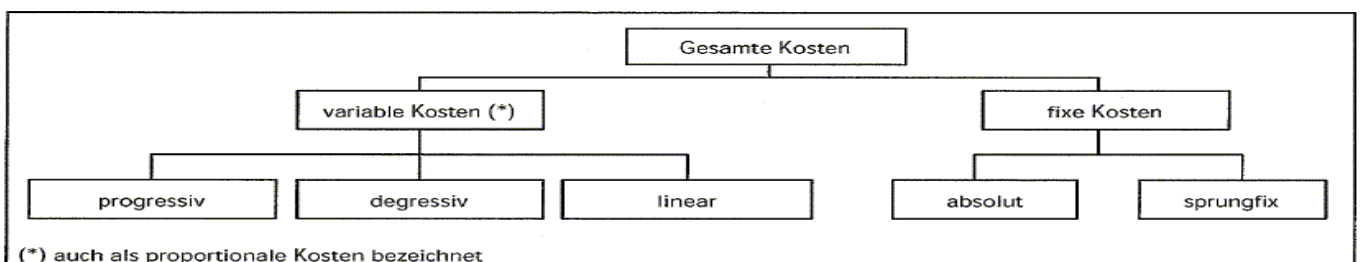 Gesamte Kosten
variable Kosten (*)
fixe Kosten
progressiv
degressiv
linear
absolut
sprungfix
(*) auch als proportionale Kosten bezeichnet